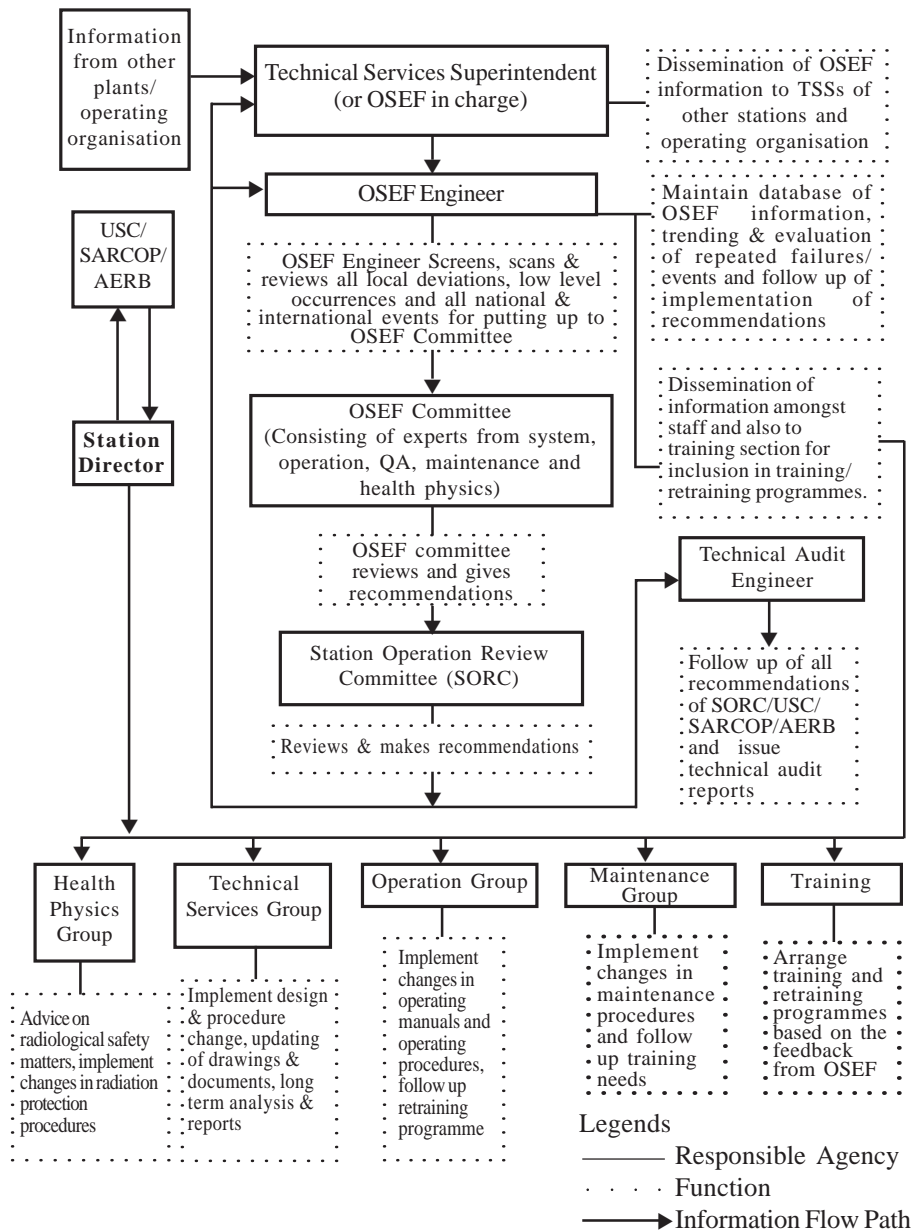 Information
from other
plants/
operating
organisation
Technical Services Superintendent
(or OSEF in charge)
Dissemination of OSEF
information to TSSs of
other stations and
operating organisation
OSEF Engineer
Maintain database of
OSEF information,
trending & evaluation
of repeated failures/
events and follow up of
implementation of
recommendations
USC/
SARCOP/
AERB
OSEF Engineer Screens, scans &
reviews all local deviations, low level
occurrences and all national &
international events for putting up to
OSEF Committee
Dissemination of
information amongst
staff and also to
training section for
inclusion in training/
retraining programmes.
OSEF Committee
(Consisting of experts from system,
operation, QA, maintenance and
health physics)
Station
Director
OSEF committee
reviews and gives
recommendations
Technical Audit
Engineer
Station Operation Review
Committee (SORC)
Follow up of all
recommendations
of SORC/USC/
SARCOP/AERB
and issue
technical audit
reports
Reviews & makes recommendations
Health
Physics
Group
Technical
Services Group
Operation Group
Maintenance
Group
Training
Advice on
radiological safety
matters, implement
changes in radiation
protection
procedures
Implement design
& procedure
change, updating
of drawings &
documents, long
term analysis &
reports
Implement
changes in
operating
manuals and
operating
procedures,
follow up
retraining
programme
Implement
changes in
maintenance
procedures
and follow
up training
needs
Arrange
training and
retraining
programmes
based on the
feedback
from OSEF
Legends
Responsible Agency
Function
Information Flow Path